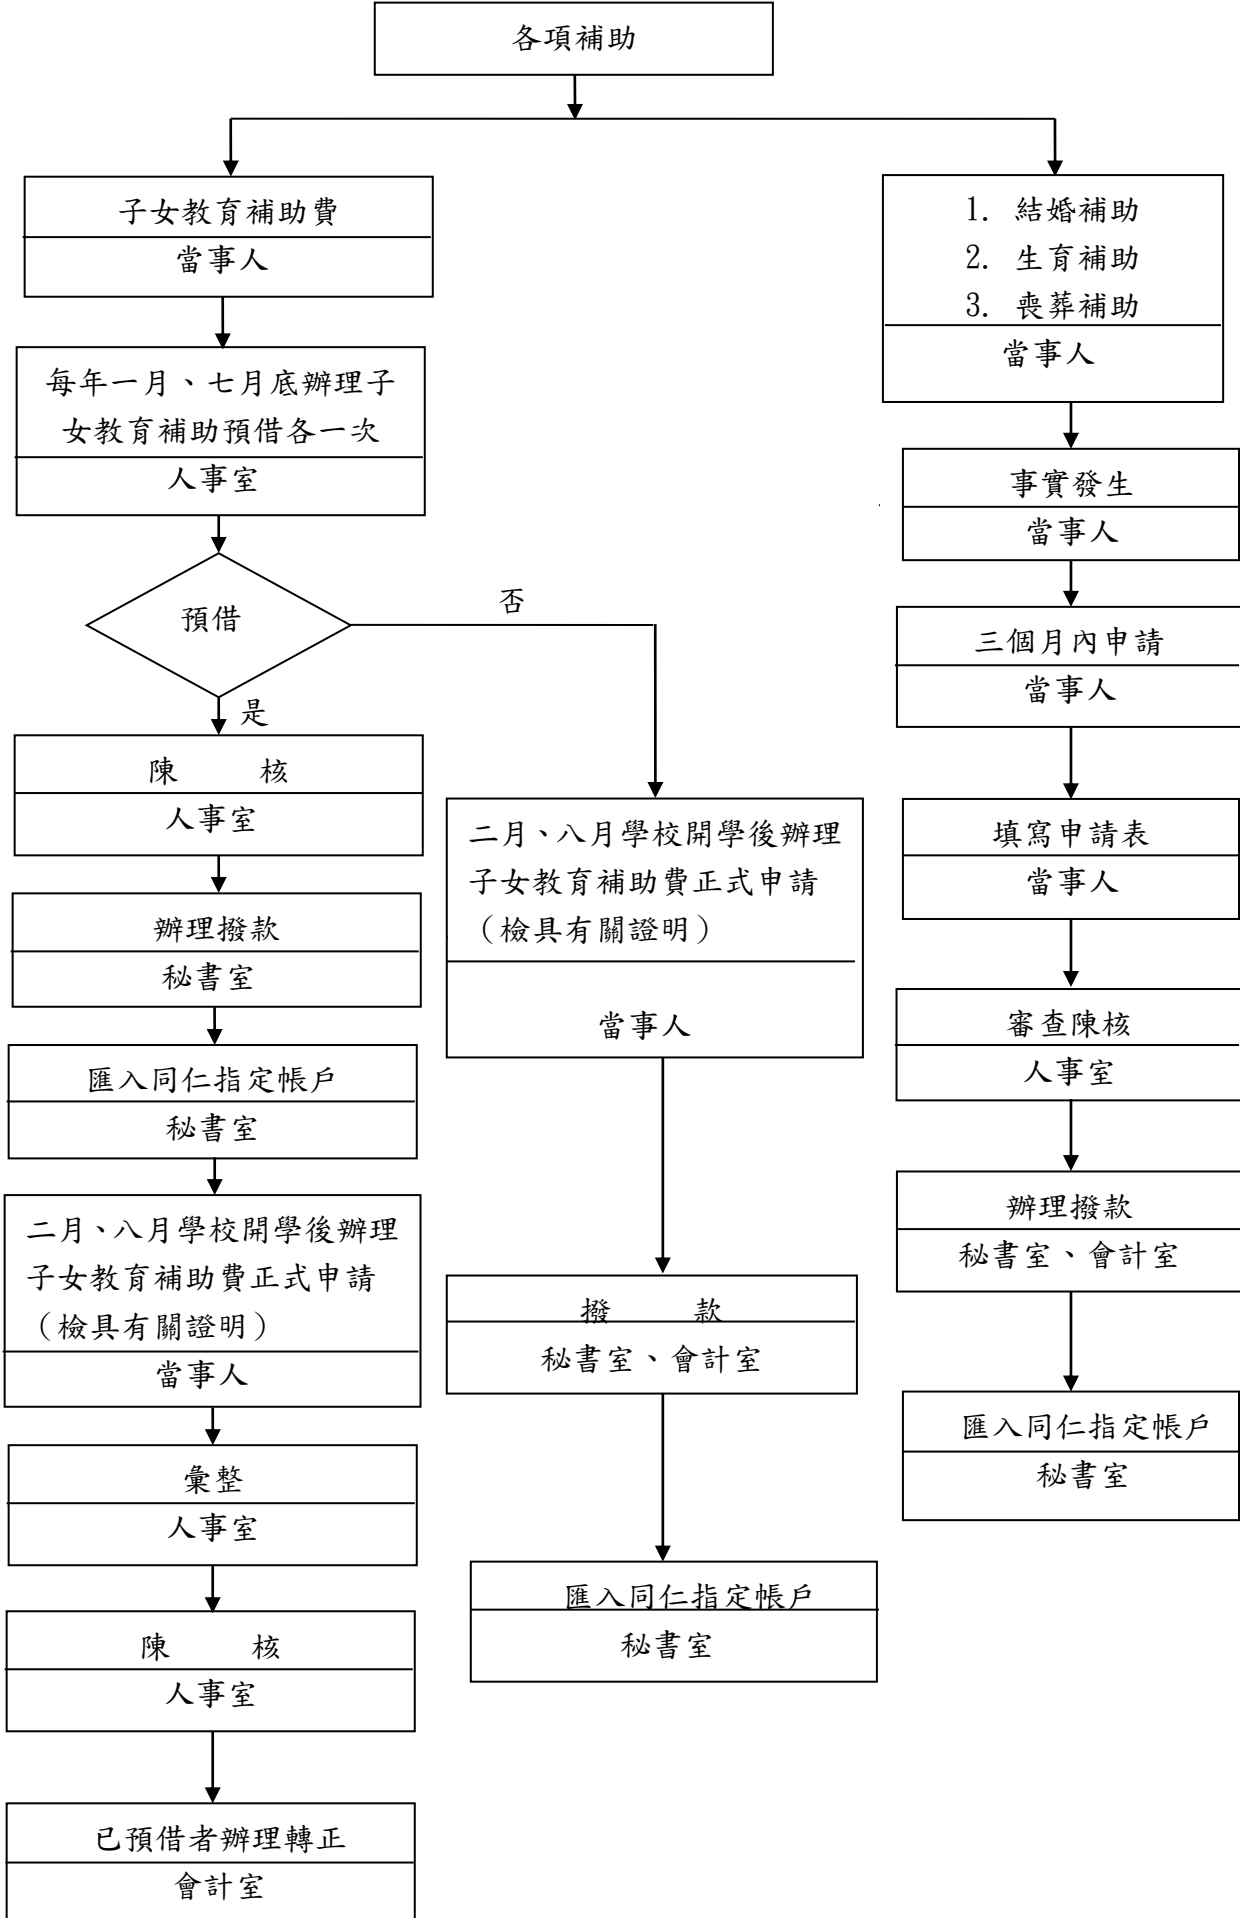 各項補助
子女教育補助費
當事人
每年一月、七月底辦理子
女教育補助預借各一次
人事室
預借
否
是
陳　　核
人事室
辦理撥款
秘書室
匯入同仁指定帳戶
秘書室
二月、八月學校開學後辦理
子女教育補助費正式申請
（檢具有關證明）
當事人
彙整
人事室
陳　　核
人事室
已預借者辦理轉正
會計室
二月、八月學校開學後辦理
子女教育補助費正式申請
（檢具有關證明）
當事人
撥　　款
秘書室、會計室
匯入同仁指定帳戶
秘書室
1. 結婚補助
2. 生育補助
3. 喪葬補助
當事人
事實發生
當事人
三個月內申請
當事人
填寫申請表
當事人
審查陳核
人事室
辦理撥款
秘書室、會計室
匯入同仁指定帳戶
秘書室